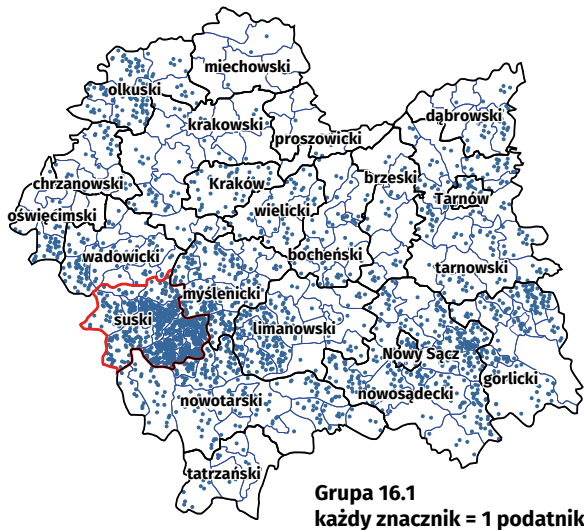 miechowski
olkuski
krakowski
dąbrowski
proszowicki
chrzanowski
Kraków
brzeski
Tarnów
oświęcimski
wielicki
wadowicki
bocheński
tarnowski
myślenicki
suski
limanowski
Nowy Sącz
gorlicki
nowotarski
nowosądecki
tatrzański
Grupa 16.1
każdy znacznik = 1 podatnik